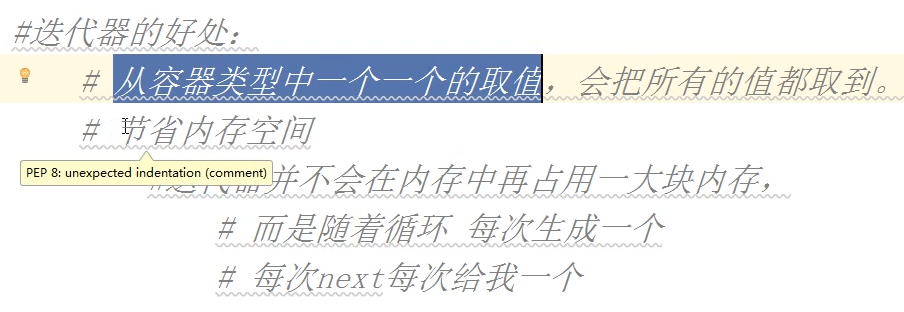 #迭代器的好处:
# 从容器类型中一个一个的取值，会把所有的值都取到。
# 节省内存空间
PEP 8: unexpected indentation (comment)
#迭代器并不会在内存中再占用一大块内存，
# 而是随着循环 每次生成一个
# 每次next每次给我一个